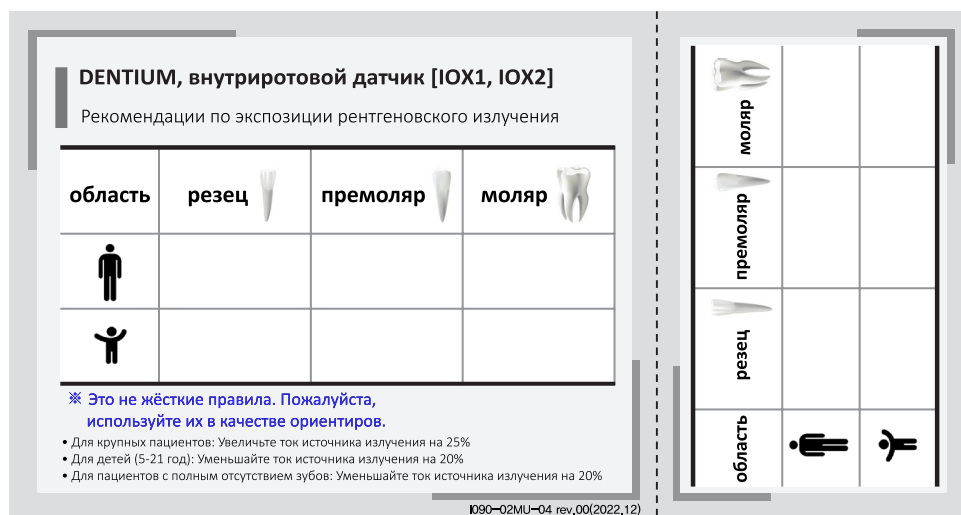 DENTIUM, внутриротовой датчик [IOX1, IOX2]
Рекомендации по экспозиции рентгеновского излучения
область резец премоляр моляр
※ Это не жёсткие правила. Пожалуйста,
используйте их в качестве ориентиров.
• Для крупных пациентов: Увеличьте ток источника излучения на 25%
• Для детей (5-21 год): Уменьшайте ток источника излучения на 20%
• Для пациентов с полным отсутствием зубов: Уменьшайте ток источника излучения на 20%
I090-02MU-04 rev.00(2022.12)
моляр
премоляр
резец
область